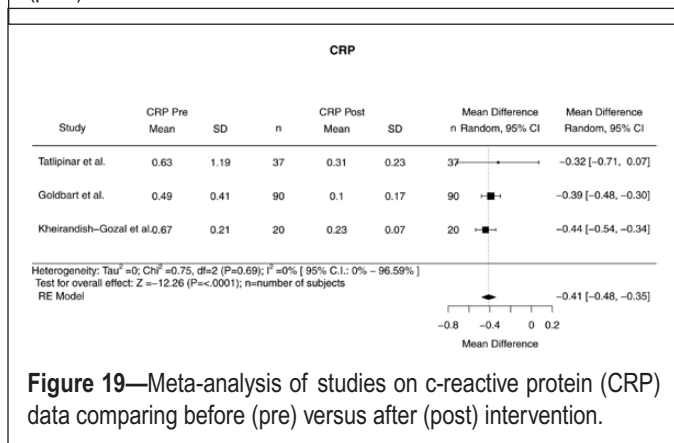 CRP
CRP Pre CRP Post Mean Difference Mean Difference
Study Mean SD n Mean SD n Random, 95% CI Random, 95% CI
Tatlipinar et al. 0.63 1.19 37 0.31 0.23 37 −0.32 [−0.71, 0.07]
Goldbart et al. 0.49 0.41 90 0.1 0.17 90 −0.39 [−0.48, −0.30]
Kheirandish−Gozal et al. 0.67 0.21 20 0.23 0.07 20 −0.44 [−0.54, −0.34]
Heterogeneity: Tau² =0; Chi² =0.75, df=2 (P=0.69); I² =0% [ 95% C.I.: 0% − 96.59% ]
Test for overall effect: Z =−12.26 (P=<.0001); n=number of subjects
RE Model −0.41 [−0.48, −0.35]
−0.8 −0.4 0 0.2
Mean Difference
Figure 19—Meta-analysis of studies on c-reactive protein (CRP)
data comparing before (pre) versus after (post) intervention.